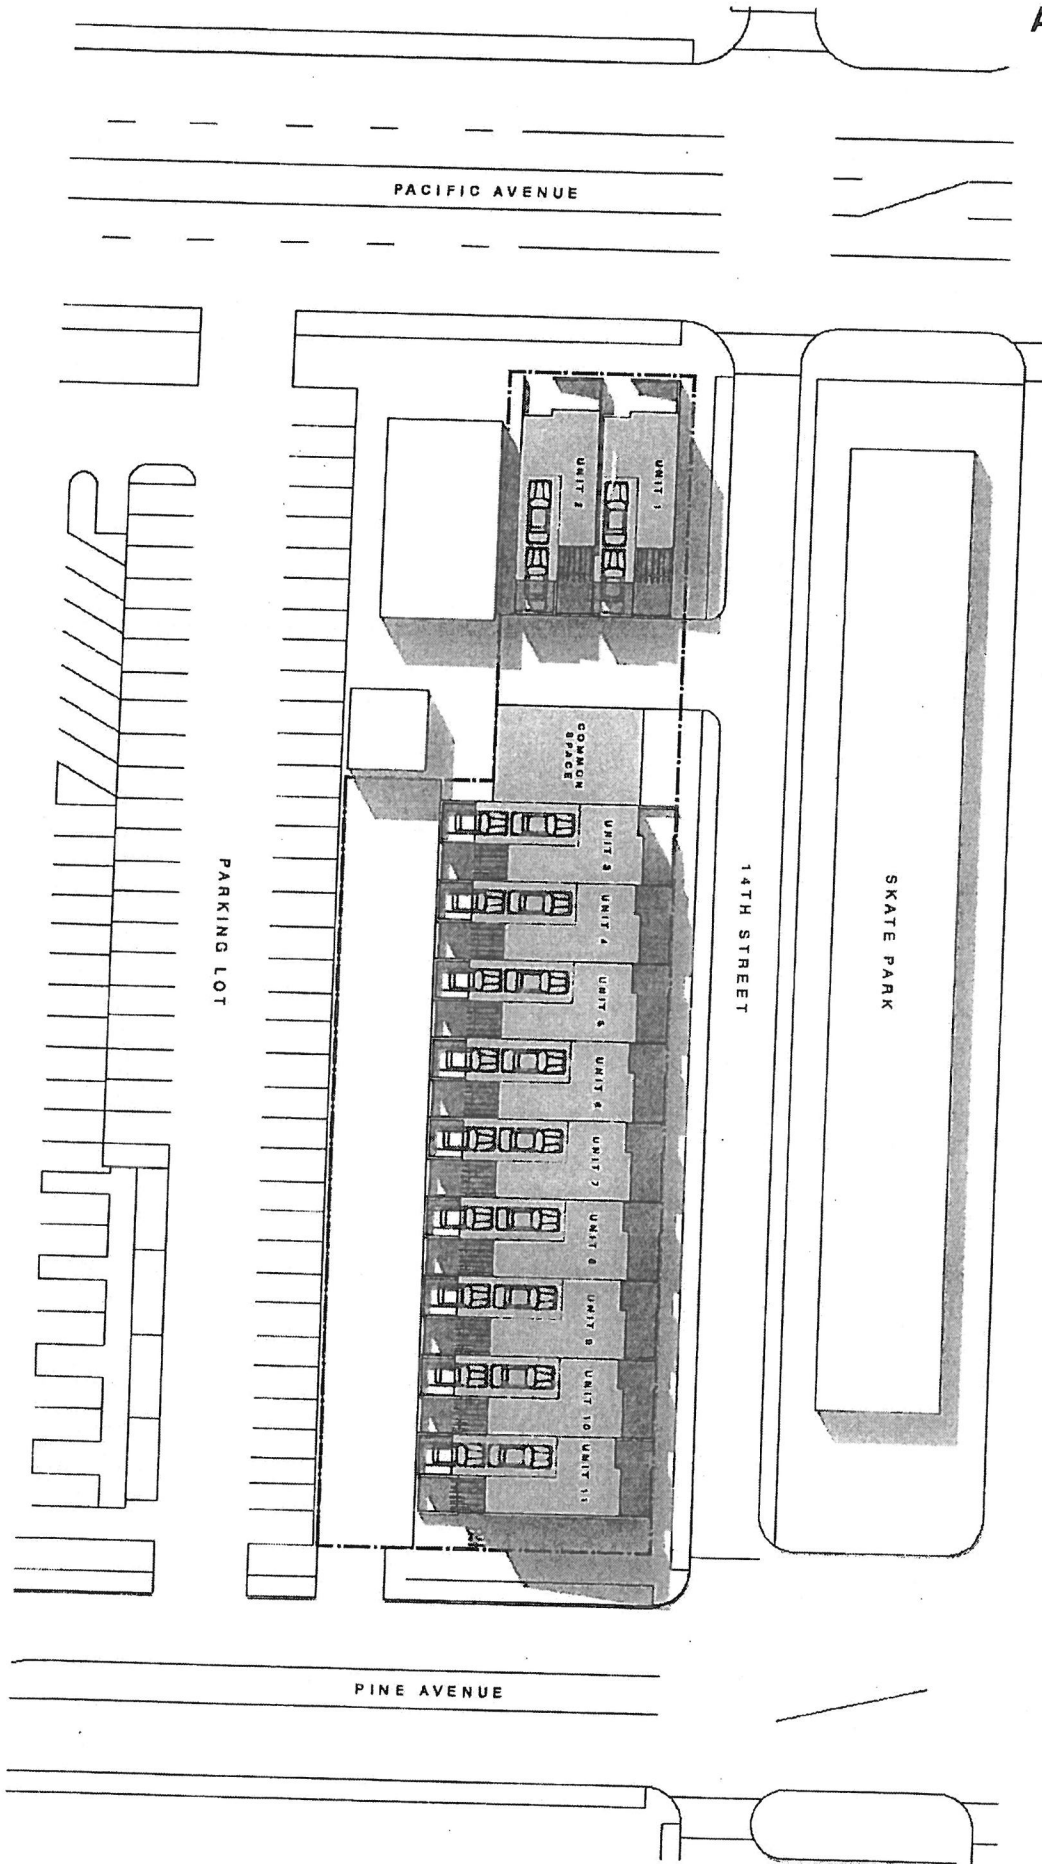 A
PACIFIC AVENUE
UNIT 1
UNIT 2
COMMON
SPACE
UNIT 3
UNIT 4
UNIT 5
UNIT 6
UNIT 7
UNIT 8
UNIT 9
UNIT 10
UNIT 11
PARKING LOT
14TH STREET
SKATE PARK
PINE AVENUE